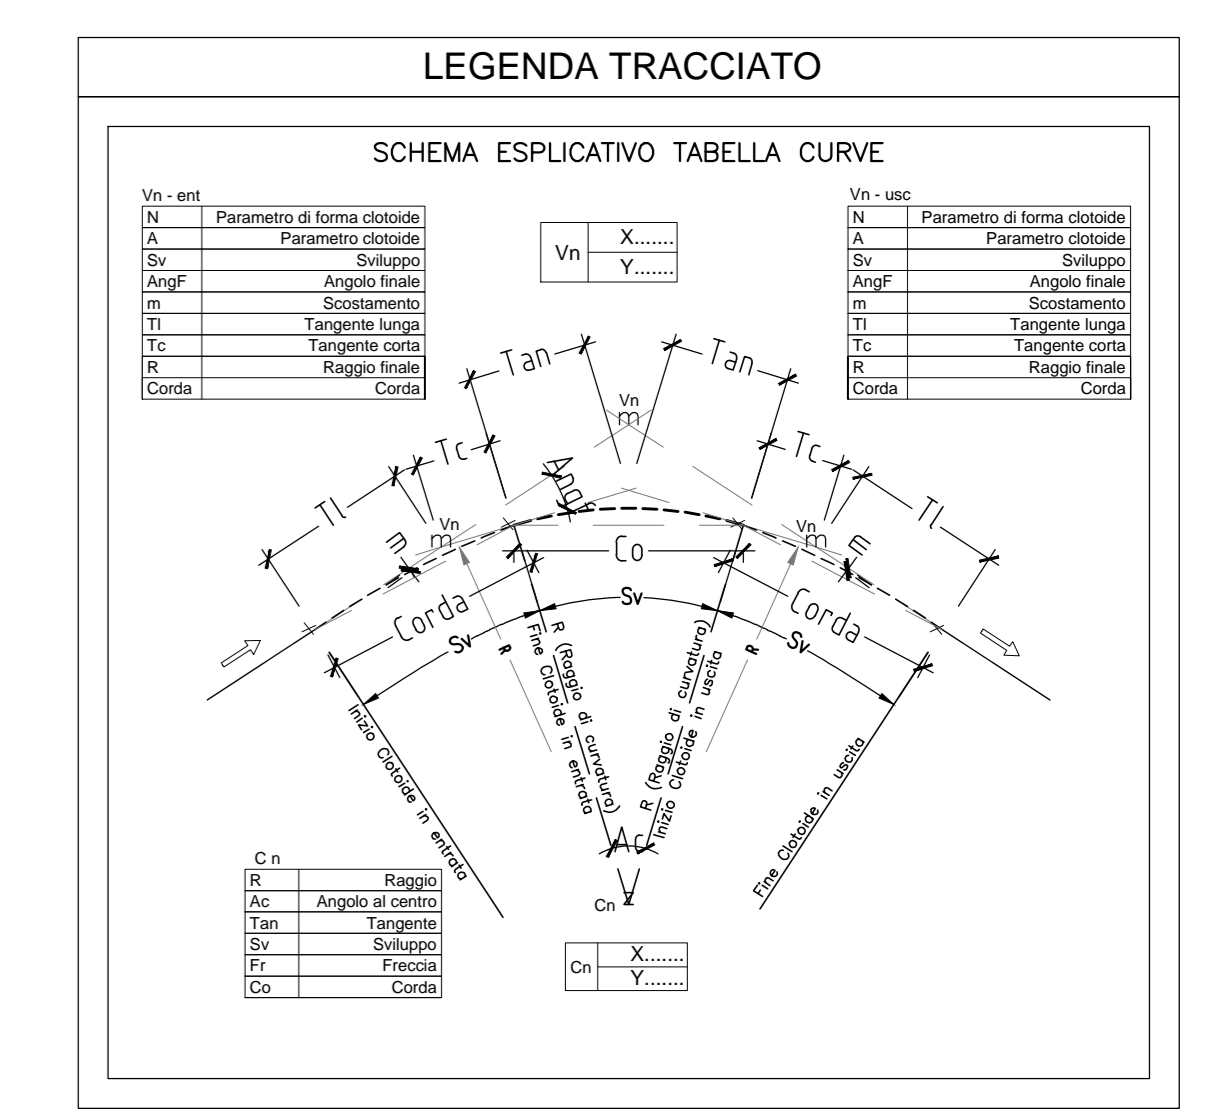 LEGENDA TRACCIATO
SCHEMA ESPLICATIVO TABELLA CURVE
Vn - ent
N Parametro di forma clotoide
A Parametro clotoide
Sv Sviluppo
AngF Angolo finale
m Scostamento
Tl Tangente lunga
Tc Tangente corta
R Raggio finale
Corda Corda
Vn X.......
Y.......
Vn - usc
N Parametro di forma clotoide
A Parametro clotoide
Sv Sviluppo
AngF Angolo finale
m Scostamento
Tl Tangente lunga
Tc Tangente corta
R Raggio finale
Corda Corda
Tan
Tan
Vn
m
Tc
Angf
Tc
Tl
Tl
Vn
m
Vn
m
m
m
Co
Corda
Sv
Corda
Sv
R
R
Sv
R (Raggio di curvatura)
Fine Clotoide in entrata
R (Raggio di curvatura)
Inizio Clotoide in uscita
Inizio Clotoide in entrata
Fine Clotoide in uscita
Ac
Cn
C n
R Raggio
Ac Angolo al centro
Tan Tangente
Sv Sviluppo
Fr Freccia
Co Corda
Cn X.......
Y.......